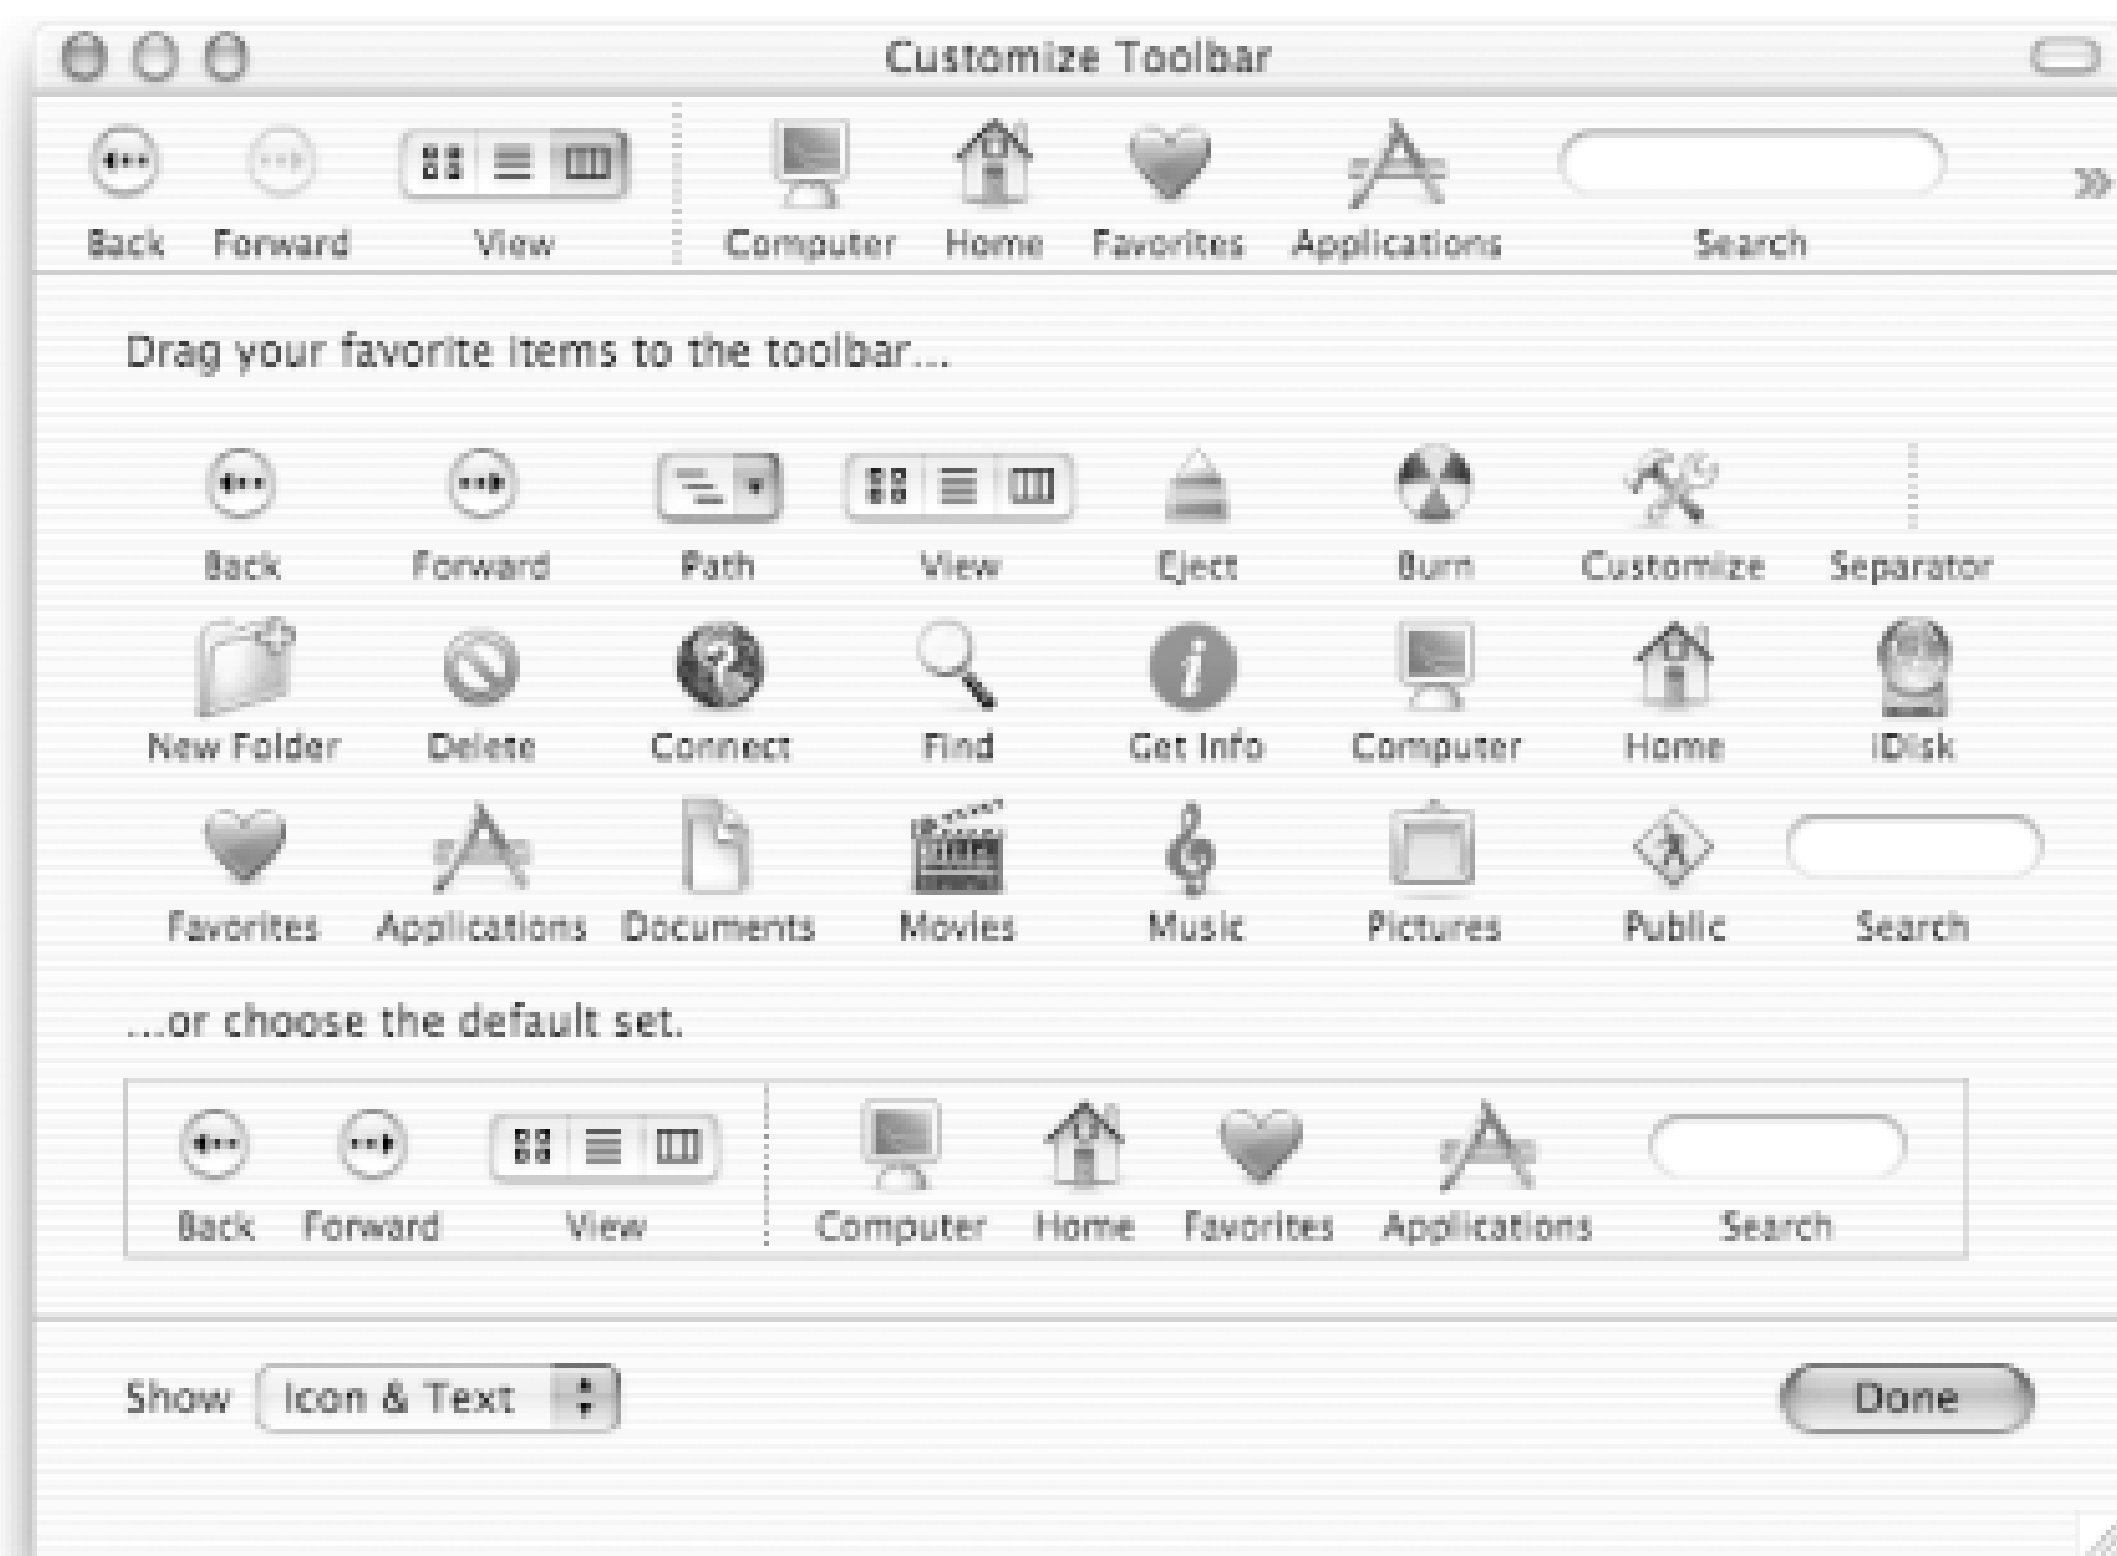 Customize Toolbar
Back Forward View Computer Home Favorites Applications Search
Drag your favorite items to the toolbar...
Back Forward Path View Eject Burn Customize Separator
New Folder Delete Connect Find Get Info Computer Home iDisk
Favorites Applications Documents Movies Music Pictures Public Search
...or choose the default set.
Back Forward View Computer Home Favorites Applications Search
Show Icon & Text Done